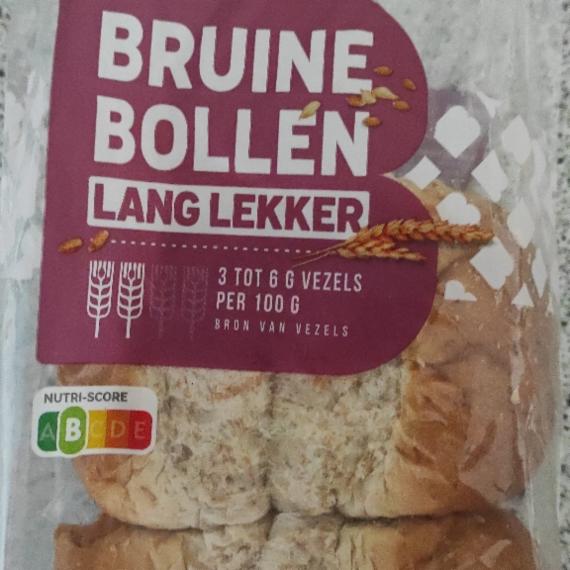 BRUINE
BOLLEN
LANG LEKKER
3 TOT 6 G VEZELS
PER 100 G
BRON VAN VEZELS
NUTRI-SCORE
A B C D E